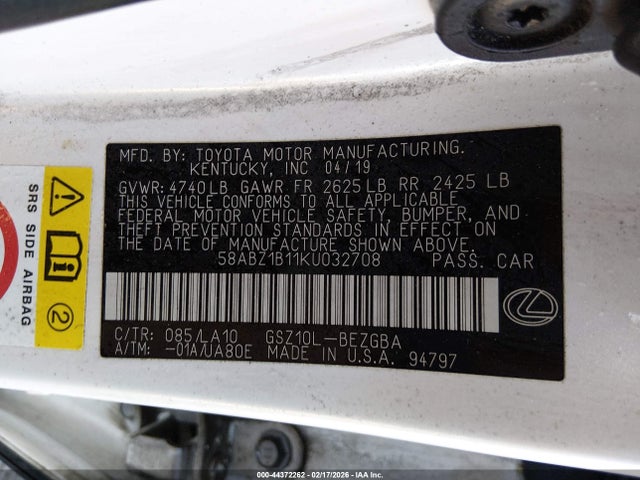 MFD. BY: TOYOTA MOTOR MANUFACTURING.
KENTUCKY, INC 04/19
GVWR: 4740LB GAWR FR 2625LB RR 2425 LB
THIS VEHICLE CONFORMS TO ALL APPLICABLE
FEDERAL MOTOR VEHICLE SAFETY, BUMPER, AND
THEFT PREVENTION STANDARDS IN EFFECT ON
THE DATE OF MANUFACTURE SHOWN ABOVE.
58ABZ1B11KU032708 PASS. CAR
C/TR: 085/LA10 GSZ10L-BEZGBA
A/TM: -01A/UA80E MADE IN U.S.A. 94797
SRS SIDE AIRBAG
2
000-44372262 - 02/17/2026 - IAA Inc.